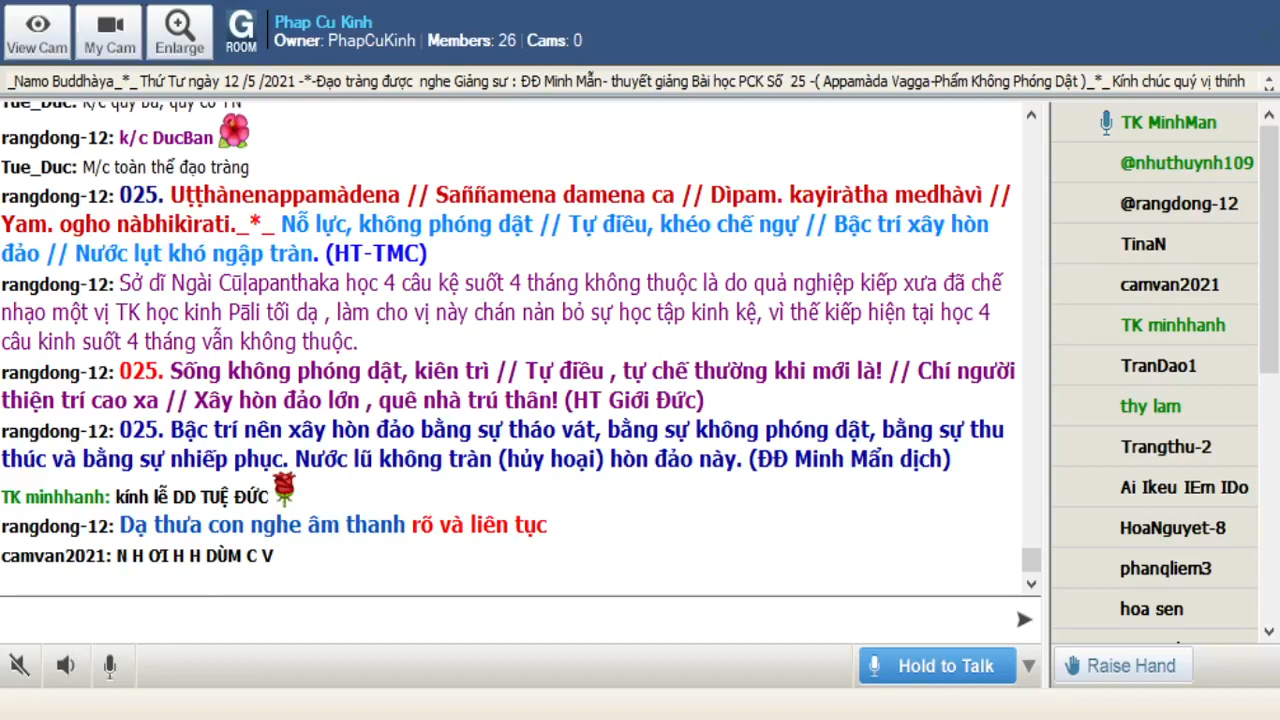 View Cam
My Cam
Enlarge
G
ROOM
Phap Cu Kinh
Owner: PhapCuKinh | Members: 26 | Cams: 0
_Namo Buddhàya_*_ Thứ Tư ngày 12 /5 /2021 -*-Đạo tràng được nghe Giảng sư : ĐĐ Minh Mẫn- thuyết giảng Bài học PCK Số 25 -( Appamàda Vagga-Phẩm Không Phóng Dật )_*_ Kính chúc quý vị thính
Tue_Duc: K/c quý Ba, quý cô TN
rangdong-12: k/c DucBan
Tue_Duc: M/c toàn thể đạo tràng
rangdong-12: 025. Uṭṭhànenappamàdena // Saññamena damena ca // Dìpam. kayiràtha medhàvì //
Yam. ogho nàbhikìrati._*_ Nỗ lực, không phóng dật // Tự điều, khéo chế ngự // Bậc trí xây hòn
đảo // Nước lụt khó ngập tràn. (HT-TMC)
rangdong-12: Sở dĩ Ngài Cūḷapanthaka học 4 câu kệ suốt 4 tháng không thuộc là do quả nghiệp kiếp xưa đã chế
nhạo một vị TK học kinh Pāli tối dạ , làm cho vị này chán nản bỏ sự học tập kinh kệ, vì thế kiếp hiện tại học 4
câu kinh suốt 4 tháng vẫn không thuộc.
rangdong-12: 025. Sống không phóng dật, kiên trì // Tự điều , tự chế thường khi mới là! // Chí người
thiện trí cao xa // Xây hòn đảo lớn , quê nhà trú thân! (HT Giới Đức)
rangdong-12: 025. Bậc trí nên xây hòn đảo bằng sự tháo vát, bằng sự không phóng dật, bằng sự thu
thúc và bằng sự nhiếp phục. Nước lũ không tràn (hủy hoại) hòn đảo này. (ĐĐ Minh Mẩn dịch)
TK minhhanh: kính lễ DD TUỆ ĐỨC
rangdong-12: Dạ thưa con nghe âm thanh rõ và liên tục
camvan2021: N H ƠI H H DÙM C V
TK MinhMan
@nhuthuynh109
@rangdong-12
TinaN
camvan2021
TK minhhanh
TranDao1
thy lam
Trangthu-2
Ai Ikeu IEm IDo
HoaNguyet-8
phanqliem3
hoa sen
Hold to Talk
Raise Hand